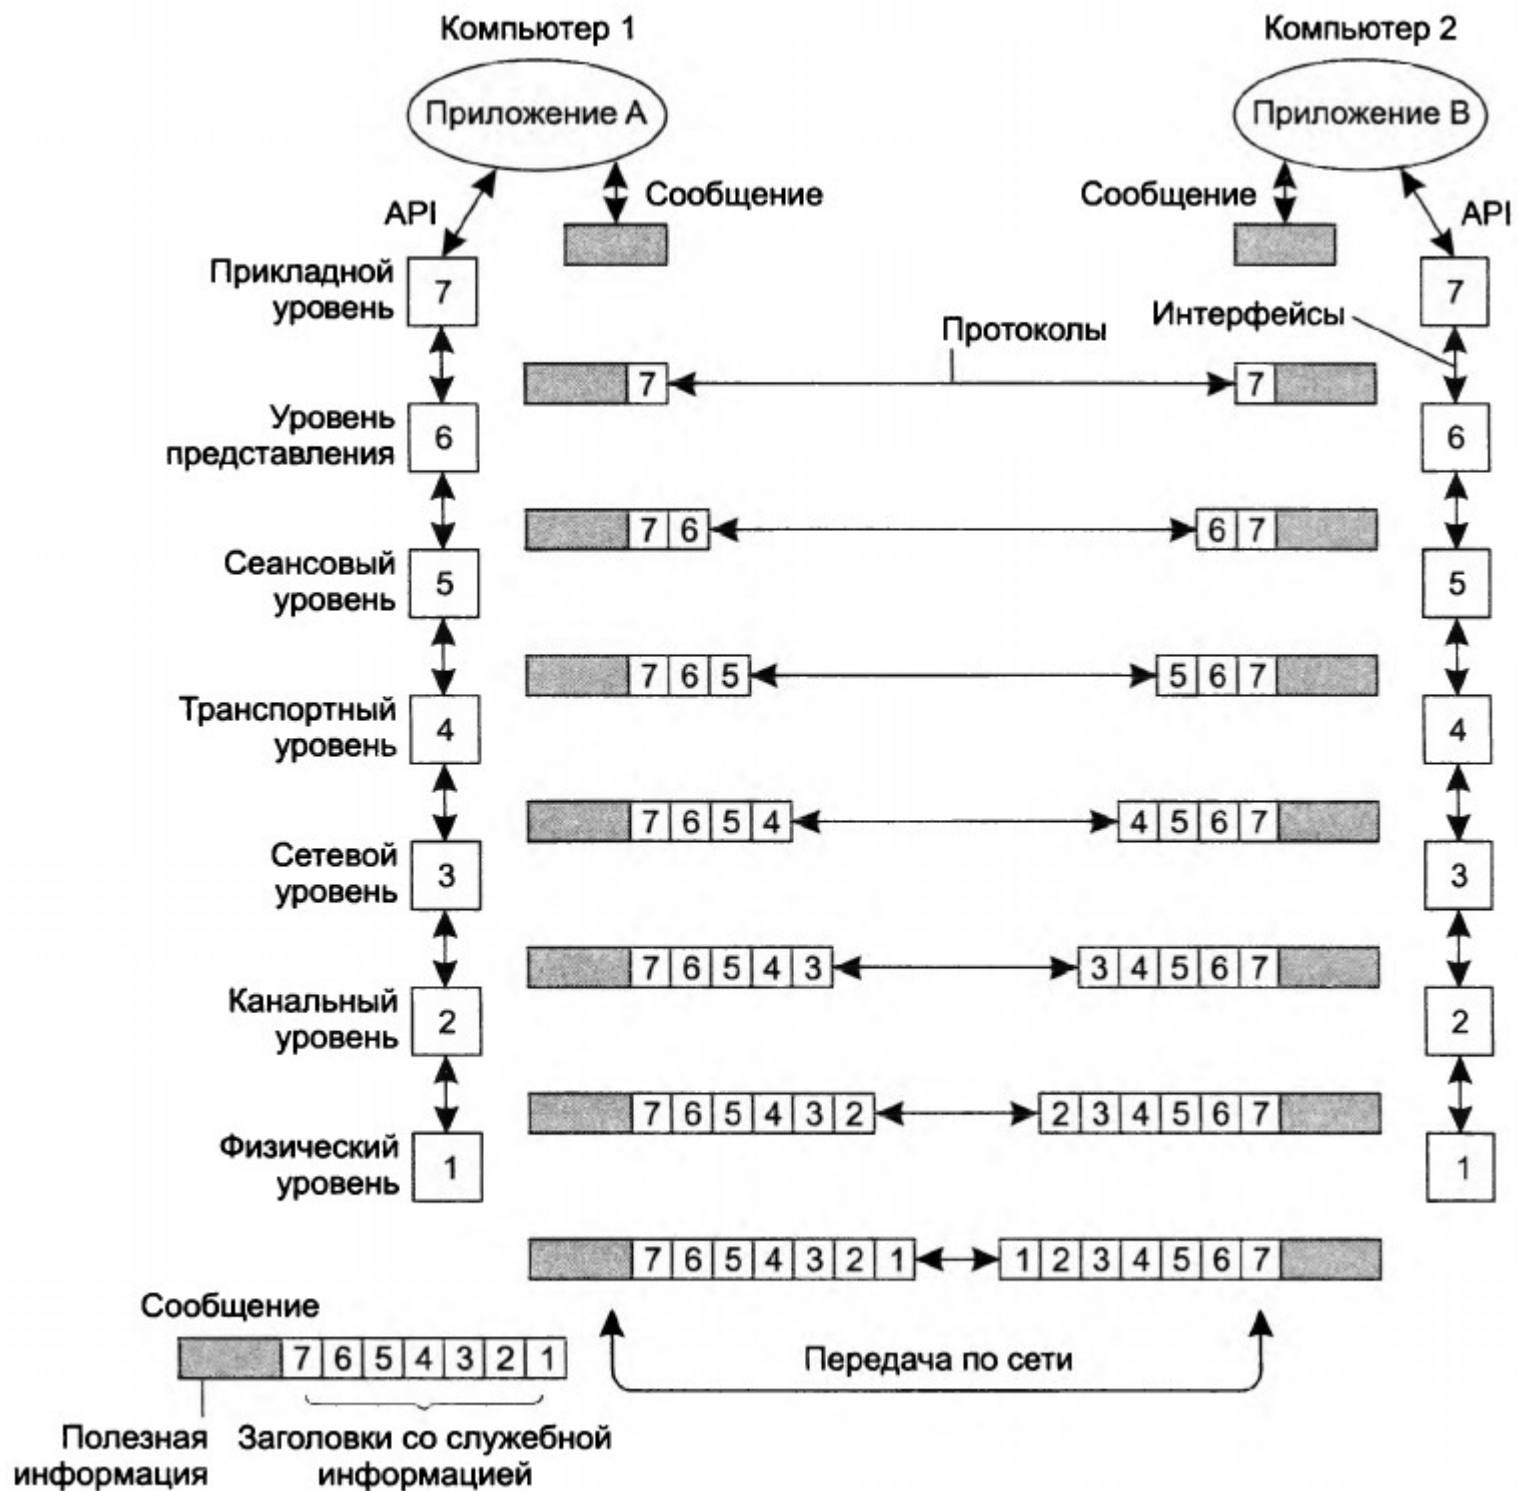 Компьютер 1
Компьютер 2
Приложение А
Приложение В
API
Сообщение
Сообщение
API
Прикладной
уровень
7
7
Протоколы
Интерфейсы
7
7
Уровень
представления
6
6
7 6
6 7
Сеансовый
уровень
5
5
7 6 5
5 6 7
Транспортный
уровень
4
4
7 6 5 4
4 5 6 7
Сетевой
уровень
3
3
7 6 5 4 3
3 4 5 6 7
Канальный
уровень
2
2
7 6 5 4 3 2
2 3 4 5 6 7
Физический
уровень
1
1
7 6 5 4 3 2 1
1 2 3 4 5 6 7
Сообщение
7 6 5 4 3 2 1
Передача по сети
Полезная
информация
Заголовки со служебной
информацией